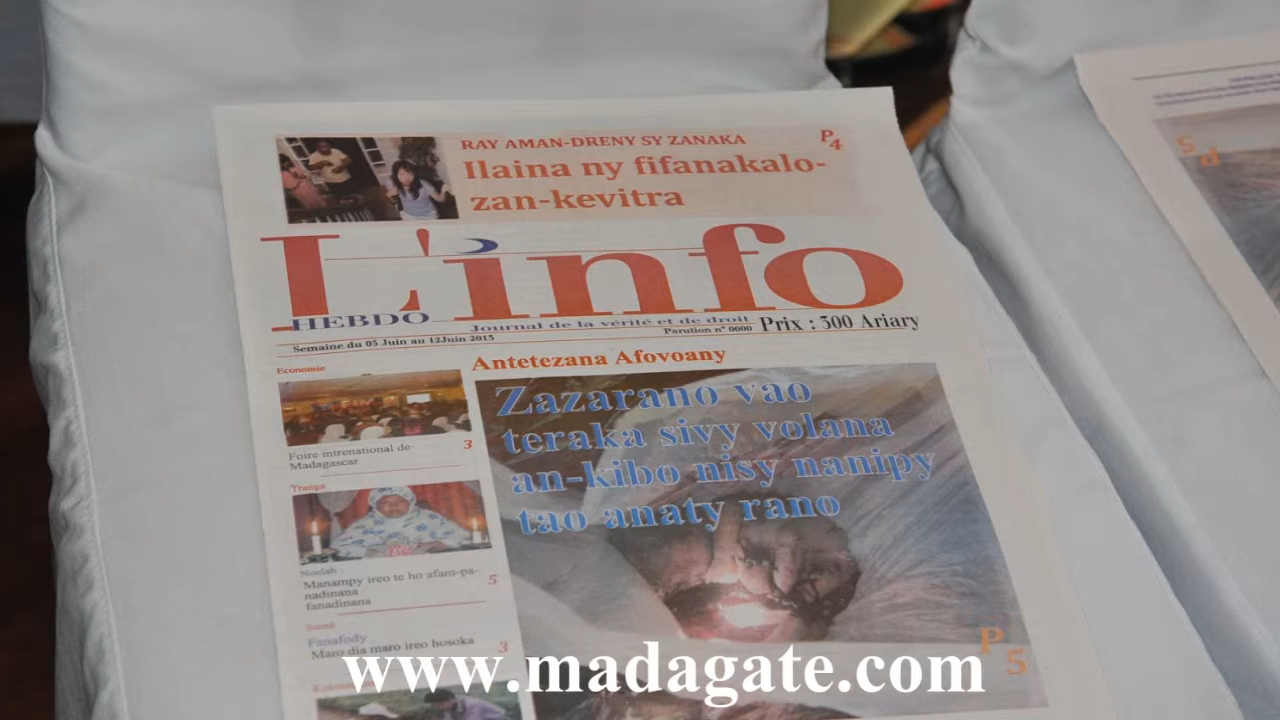 RAY AMAN-DRENY SY ZANAKA
P4
Ilaina ny fifanakalo-
zan-kevitra
L'info
HEBDO
Journal de la vérité et de droit
Parution n° 0000
Prix : 300 Ariary
Semaine du 05 Juin au 12Juin 2015
Antetezana Afovoany
Zazarano vao
teraka sivy volana
an-kibo nisy nanipy
tao anaty rano
P5
Economie
Foire intrenational de
Madagascar
3
Tranga
Noelah :
Manampy ireo te ho afam-pa-
nadinana
fanadinana
5
Santé
Fanafody
Maro dia maro ireo hosoka
3
www.madagate.com
P5